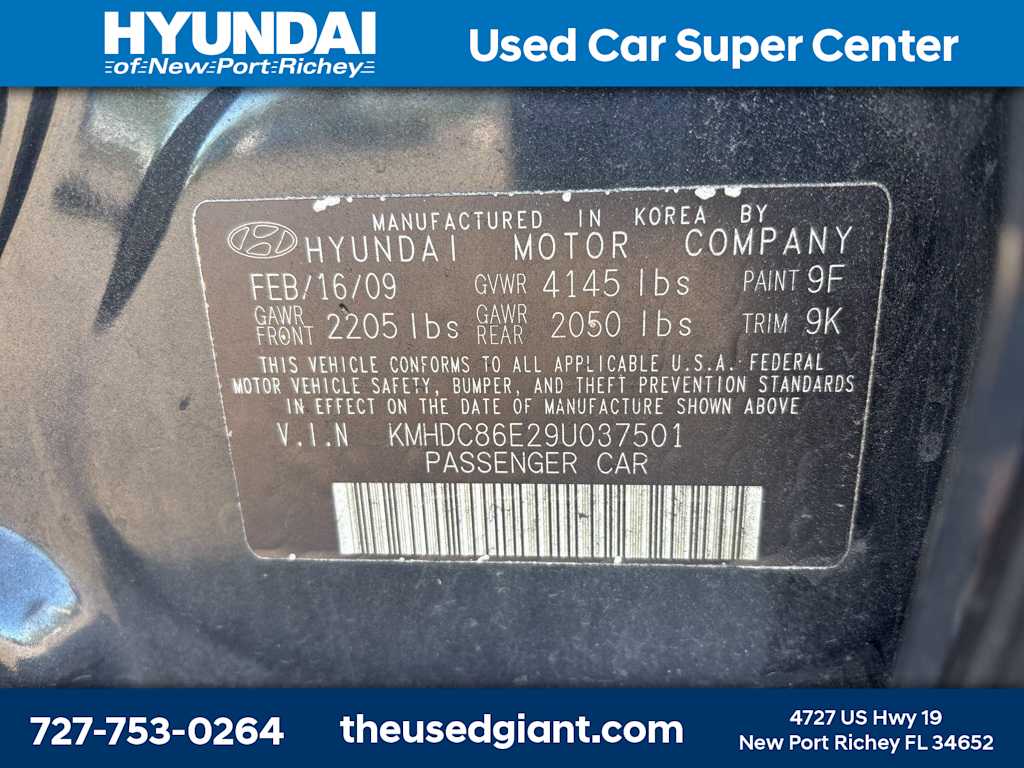 HYUNDAI
of New Port Richey
Used Car Super Center
MANUFACTURED IN KOREA BY
HYUNDAI MOTOR COMPANY
FEB/16/09 GVWR 4145 lbs PAINT 9F
GAWR FRONT 2205 lbs GAWR REAR 2050 lbs TRIM 9K
THIS VEHICLE CONFORMS TO ALL APPLICABLE U.S.A. FEDERAL
MOTOR VEHICLE SAFETY, BUMPER, AND THEFT PREVENTION STANDARDS
IN EFFECT ON THE DATE OF MANUFACTURE SHOWN ABOVE
V.I.N KMHDC86E29U037501
PASSENGER CAR
727-753-0264
theusedgiant.com
4727 US Hwy 19
New Port Richey FL 34652